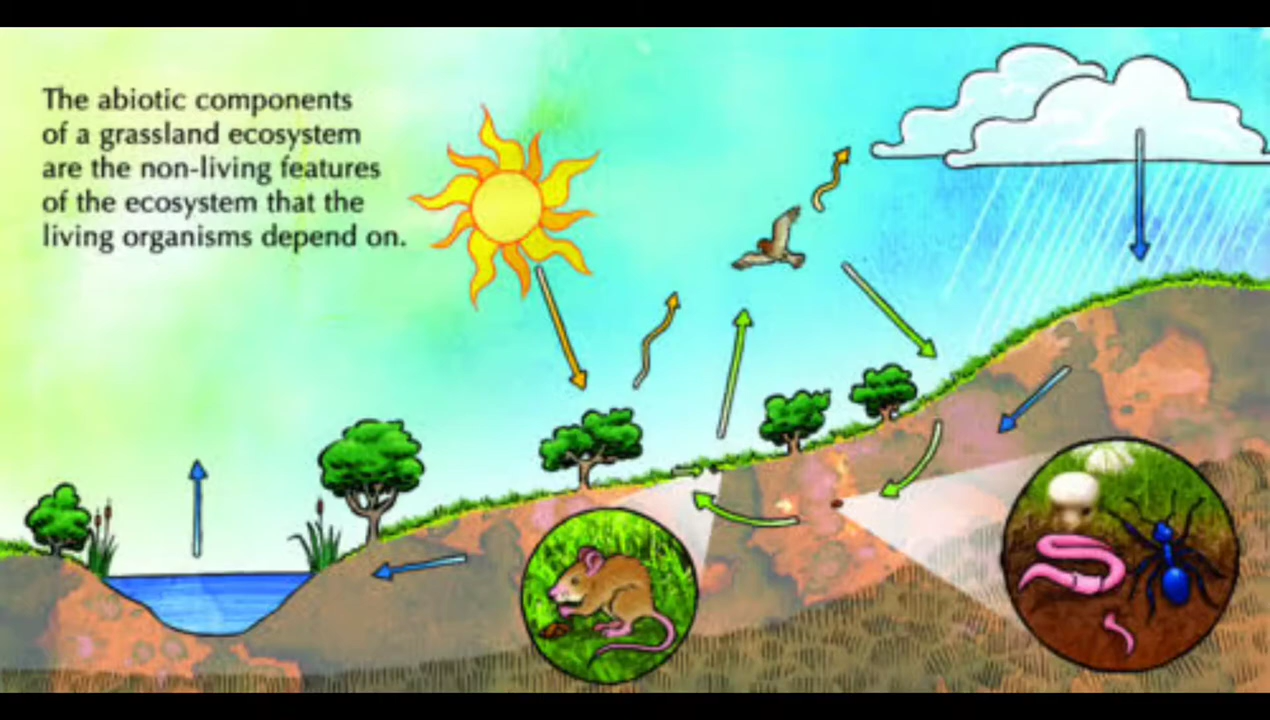 The abiotic components
of a grassland ecosystem
are the non-living features
of the ecosystem that the
living organisms depend on.